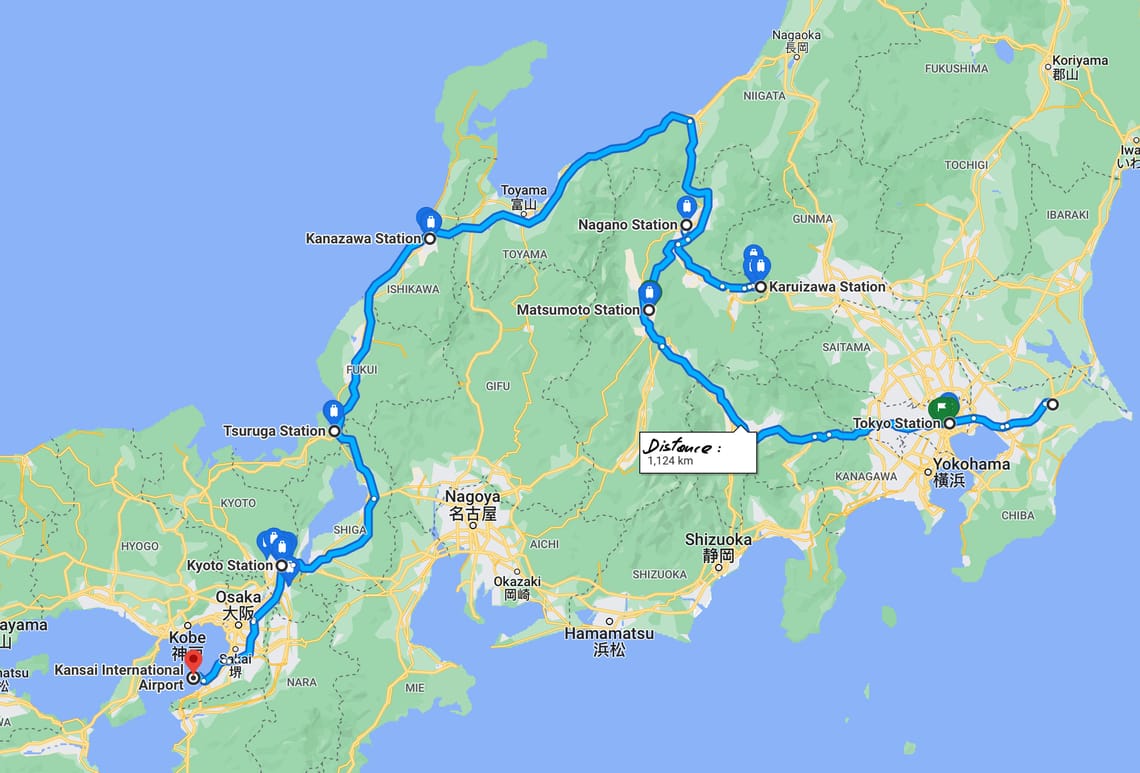 Nagaoka
長岡
Koriyama
郡山
FUKUSHIMA
NIIGATA
Iwa
いわ
TOCHIGI
Toyama
富山
IBARAKI
GUNMA
Nagano Station
Kanazawa Station
TOYAMA
ISHIKAWA
Karuizawa Station
Matsumoto Station
SAITAMA
FUKUI
GIFU
Tsuruga Station
Tokyo Station
Distance:
1,124 km
Yokohama
横浜
KANAGAWA
KYOTO
Nagoya
名古屋
CHIBA
SHIGA
HYOGO
AICHI
Shizuoka
静岡
Kyoto Station
SHIZUOKA
Okazaki
岡崎
Osaka
大阪
ayama
山
Kobe
神戸
Hamamatsu
浜松
Sakai
堺
Kansai International
Airport
matsu
松
NARA
MIE
WA